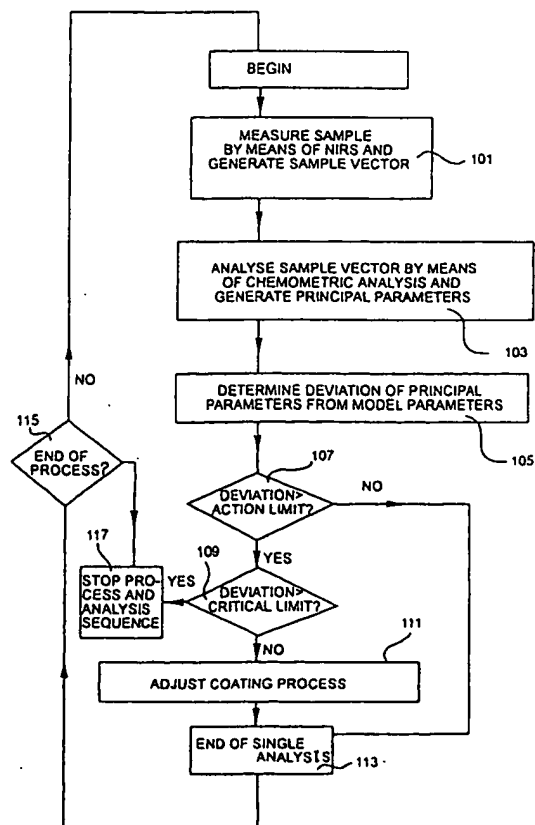 BEGIN
MEASURE SAMPLE
BY MEANS OF NIRS AND
GENERATE SAMPLE VECTOR
101
ANALYSE SAMPLE VECTOR BY MEANS
OF CHEMOMETRIC ANALYSIS AND
GENERATE PRINCIPAL PARAMETERS
103
DETERMINE DEVIATION OF PRINCIPAL
PARAMETERS FROM MODEL PARAMETERS
105
107
DEVIATION>
ACTION LIMIT?
NO
YES
109
DEVIATION>
CRITICAL LIMIT?
YES
NO
111
ADJUST COATING PROCESS
END OF SINGLE
ANALYSIS
113
NO
115
END OF
PROCESS?
117
STOP PRO-
CESS AND
ANALYSIS
SEQUENCE